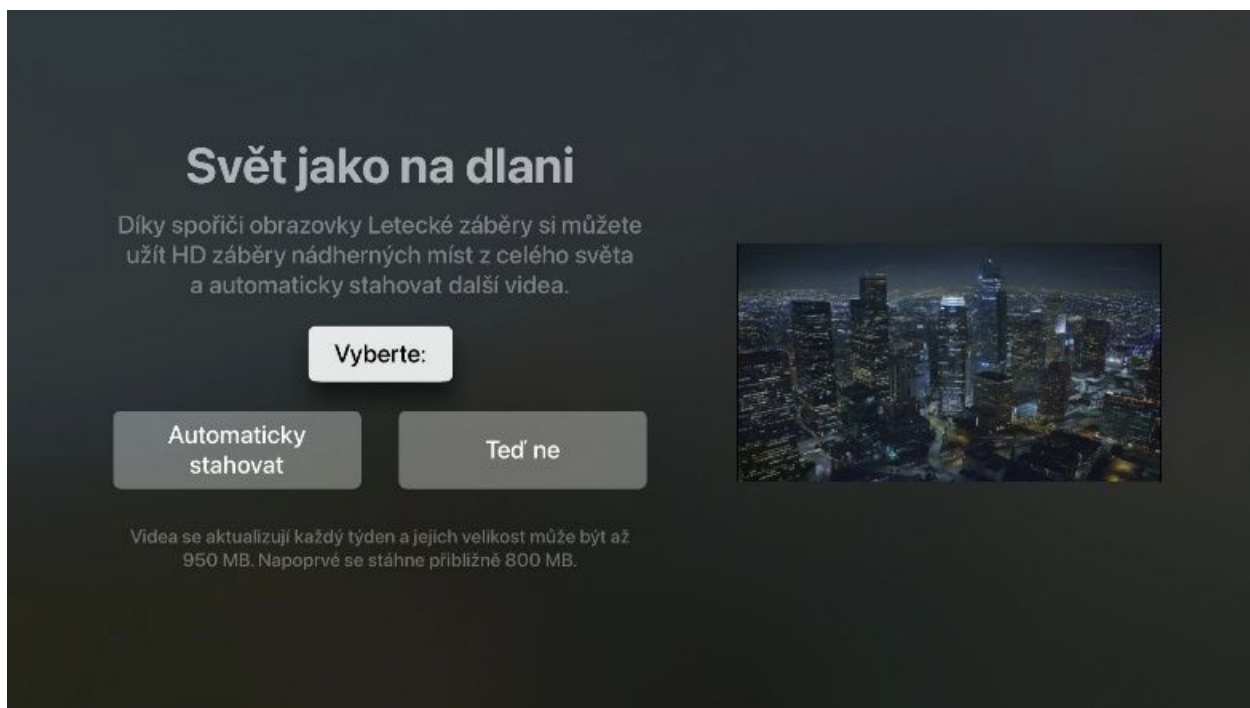 Svět jako na dlani
Díky spořiči obrazovky Letecké záběry si můžete
užít HD záběry nádherných míst z celého světa
a automaticky stahovat další videa.
Vyberte:
Automaticky
stahovat
Teď ne
Videa se aktualizují každý týden a jejich velikost může být až
950 MB. Napoprvé se stáhne přibližně 800 MB.